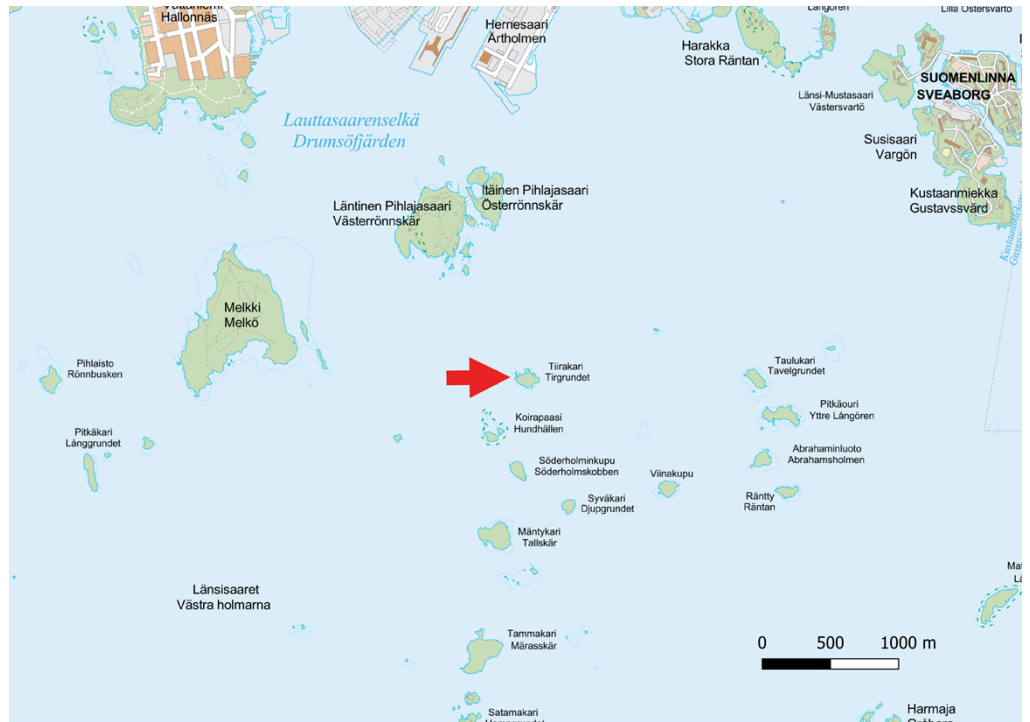 Hallonnäs
Hernesaari
Ärtholmen
Långören
Lilla Östersvartö
Harakka
Stora Räntan
SUOMENLINNA
SVEABORG
Länsi-Mustasaari
Västersvartö
Lauttasaarenselkä
Drumsöfjärden
Susisaari
Vargön
Läntinen Pihlajasaari
Västerrönnskär
Itäinen Pihlajasaari
Österrönnskär
Kustaanmiekka
Gustavssvärd
Melkki
Melkö
Pihlaisto
Rönnbusken
Tiirakari
Tirgrundet
Taulukari
Tavelgrundet
Pitkäouri
Yttre Långören
Koirapaasi
Hundhällen
Pitkäkari
Långgrundet
Abrahaminluoto
Abrahamsholmen
Söderholminkupu
Söderholmskobben
Viinakupu
Syväkari
Djupgrundet
Räntty
Räntan
Mäntykari
Tallskär
Länsisaaret
Västra holmarna
Tammakari
Märasskär
0 500 1000 m
Satamakari
Harmaja